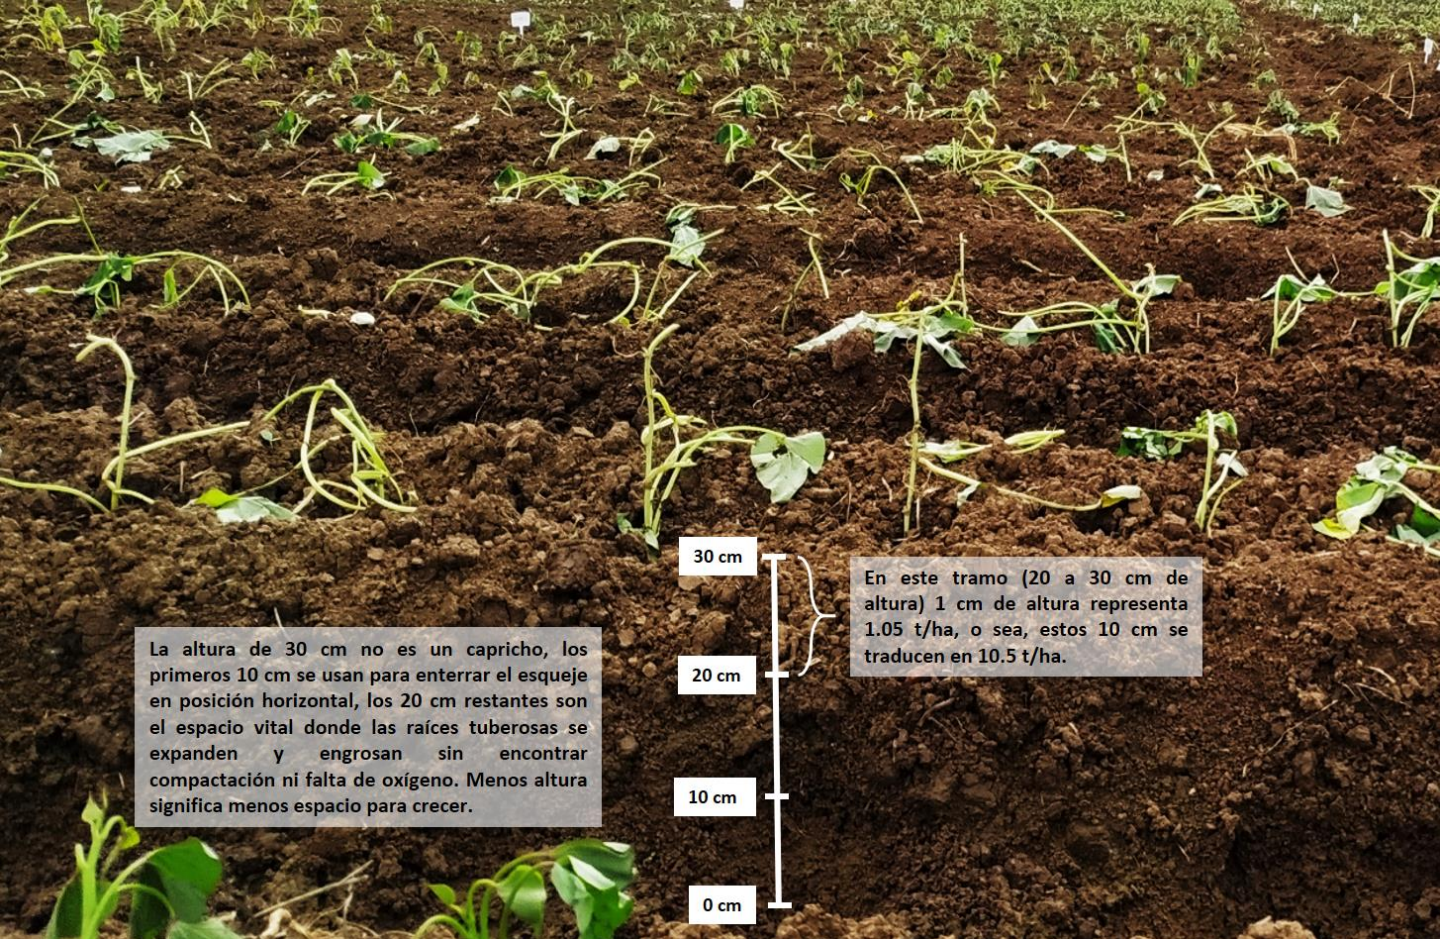 30 cm
En este tramo (20 a 30 cm de
altura) 1 cm de altura representa
1.05 t/ha, o sea, estos 10 cm se
traducen en 10.5 t/ha.
La altura de 30 cm no es un capricho, los
primeros 10 cm se usan para enterrar el esqueje
en posición horizontal, los 20 cm restantes son
el espacio vital donde las raíces tuberosas se
expanden y engrosan sin encontrar
compactación ni falta de oxígeno. Menos altura
significa menos espacio para crecer.
20 cm
10 cm
0 cm